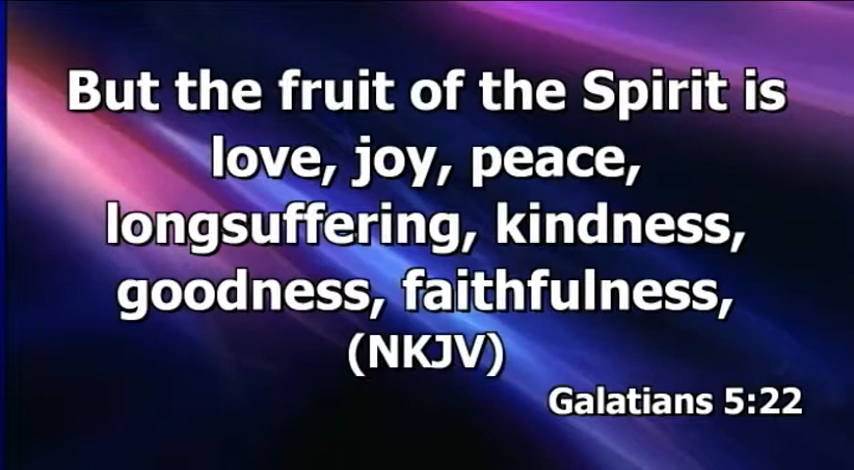 But the fruit of the Spirit is
love, joy, peace,
longsuffering, kindness,
goodness, faithfulness,
(NKJV)
Galatians 5:22